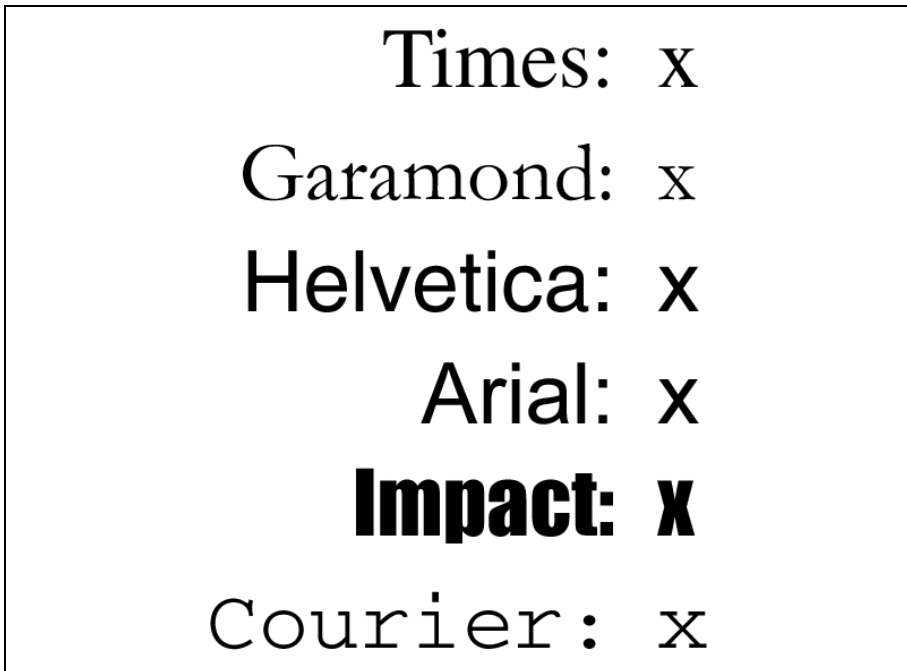 Times: x
Garamond: x
Helvetica: x
Arial: x
Impact: x
Courier: x